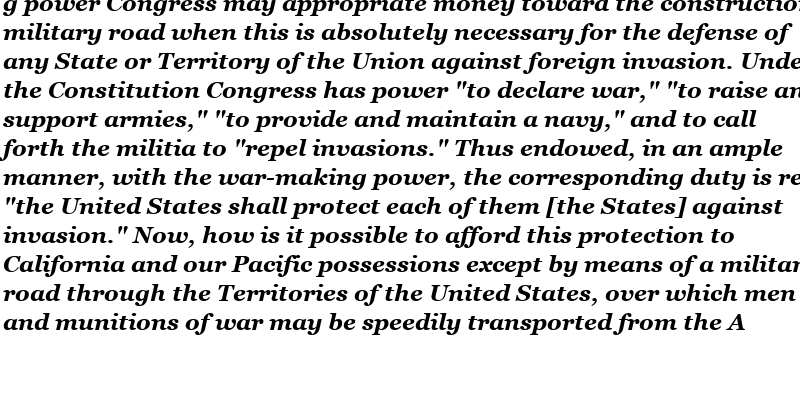 g power Congress may appropriate money toward the constructio
military road when this is absolutely necessary for the defense of
any State or Territory of the Union against foreign invasion. Unde
the Constitution Congress has power "to declare war," "to raise an
support armies," "to provide and maintain a navy," and to call
forth the militia to "repel invasions." Thus endowed, in an ample
manner, with the war-making power, the corresponding duty is re
"the United States shall protect each of them [the States] against
invasion." Now, how is it possible to afford this protection to
California and our Pacific possessions except by means of a militar
road through the Territories of the United States, over which men
and munitions of war may be speedily transported from the A